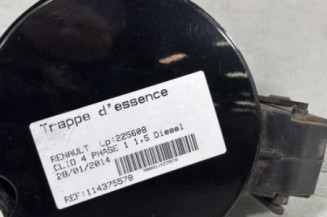 Trappe d'essence
RENAULT Lp:225608
CLIO 4 PHASE 1 1,5 Diesel
28/01/2014
REF:114375578